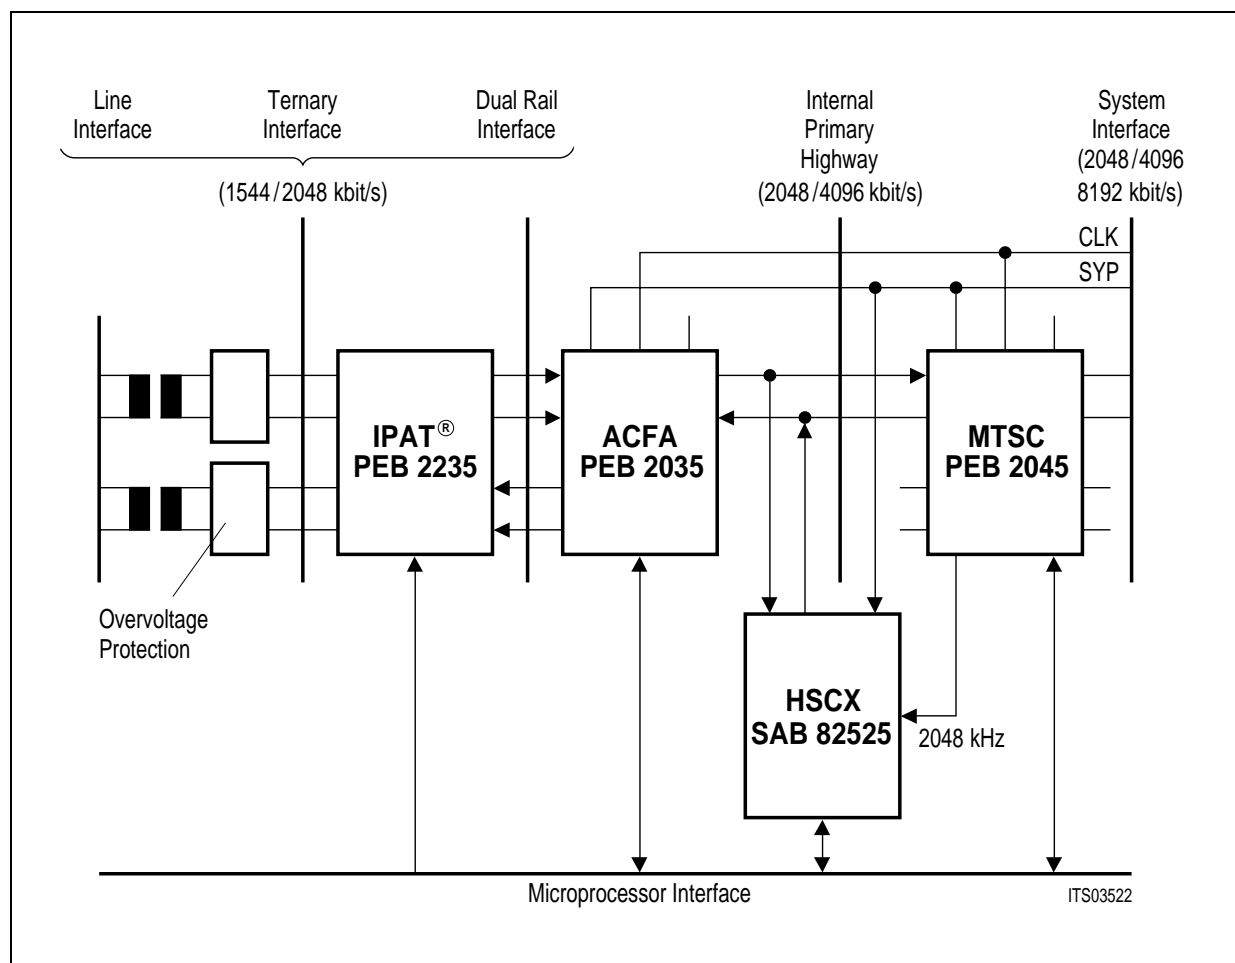 Line
Interface
Ternary
Interface
Dual Rail
Interface
(1544/2048 kbit/s)
Internal
Primary
Highway
(2048/4096 kbit/s)
System
Interface
(2048/4096
8192 kbit/s)
CLK
SYP
IPAT®
PEB 2235
ACFA
PEB 2035
MTSC
PEB 2045
Overvoltage
Protection
HSCX
SAB 82525
2048 kHz
Microprocessor Interface
ITS03522